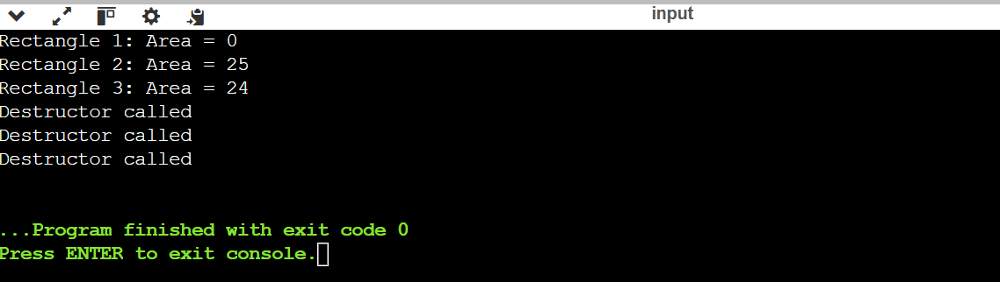 input
Rectangle 1: Area = 0
Rectangle 2: Area = 25
Rectangle 3: Area = 24
Destructor called
Destructor called
Destructor called
...Program finished with exit code 0
Press ENTER to exit console.